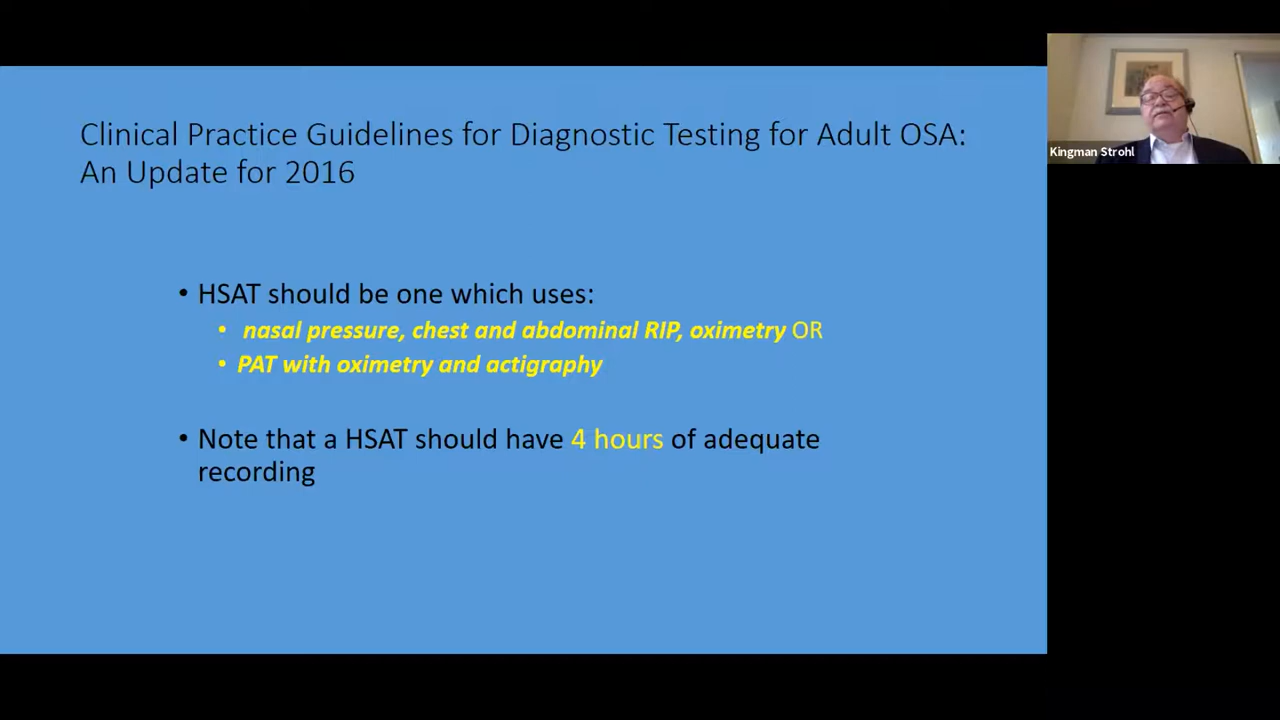 Clinical Practice Guidelines for Diagnostic Testing for Adult OSA:
An Update for 2016
• HSAT should be one which uses:
• nasal pressure, chest and abdominal RIP, oximetry OR
• PAT with oximetry and actigraphy
• Note that a HSAT should have 4 hours of adequate
recording
Kingman Strohl